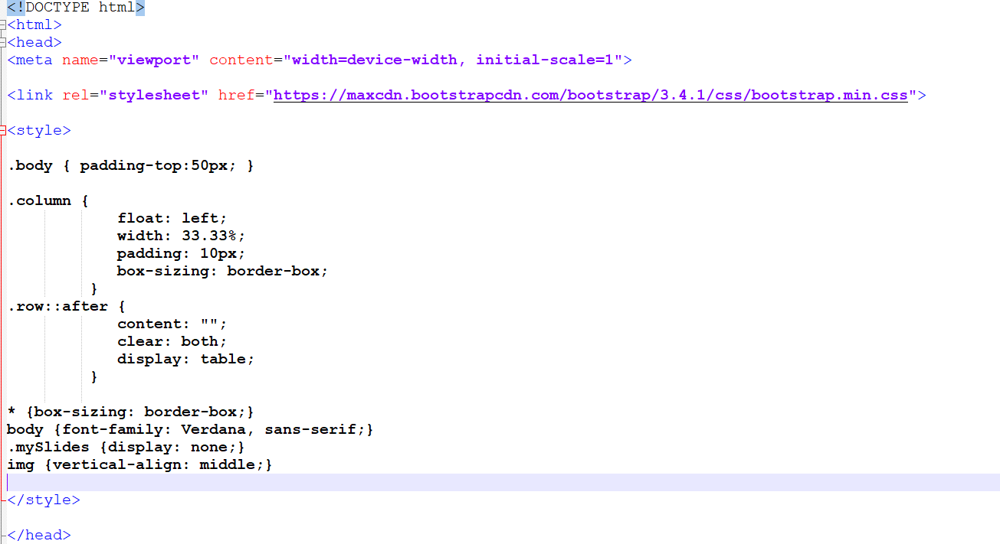 <!DOCTYPE html>
<html>
<head>
<meta name="viewport" content="width=device-width, initial-scale=1">
<link rel="stylesheet" href="https://maxcdn.bootstrapcdn.com/bootstrap/3.4.1/css/bootstrap.min.css">
<style>
.body { padding-top:50px; }
.column {
float: left;
width: 33.33%;
padding: 10px;
box-sizing: border-box;
}
.row::after {
content: "";
clear: both;
display: table;
}
* {box-sizing: border-box;}
body {font-family: Verdana, sans-serif;}
.mySlides {display: none;}
img {vertical-align: middle;}
</style>
</head>